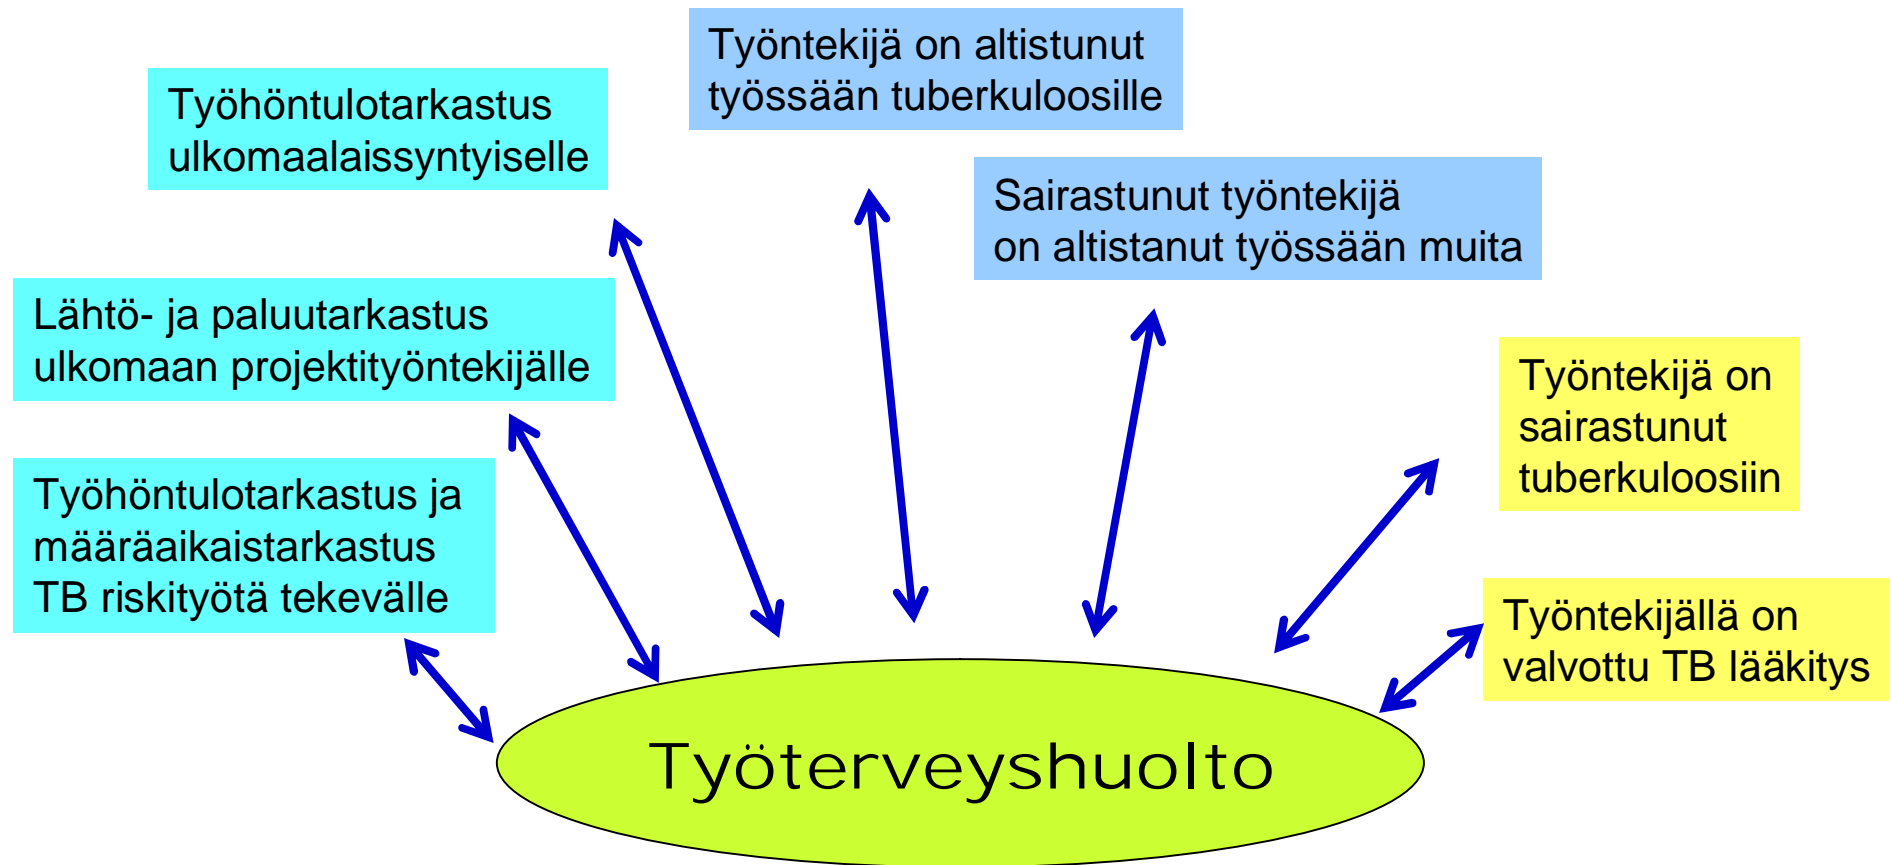 Työntekijä on altistunut
työssään tuberkuloosille
Työhöntulotarkastus
ulkomaalaissyntyiselle
Sairastunut työntekijä
on altistanut työssään muita
Lähtö- ja paluutarkastus
ulkomaan projektityöntekijälle
Työntekijä on
sairastunut
tuberkuloosiin
Työhöntulotarkastus ja
määräaikaistarkastus
TB riskityötä tekevälle
Työntekijällä on
valvottu TB lääkitys
Työterveyshuolto